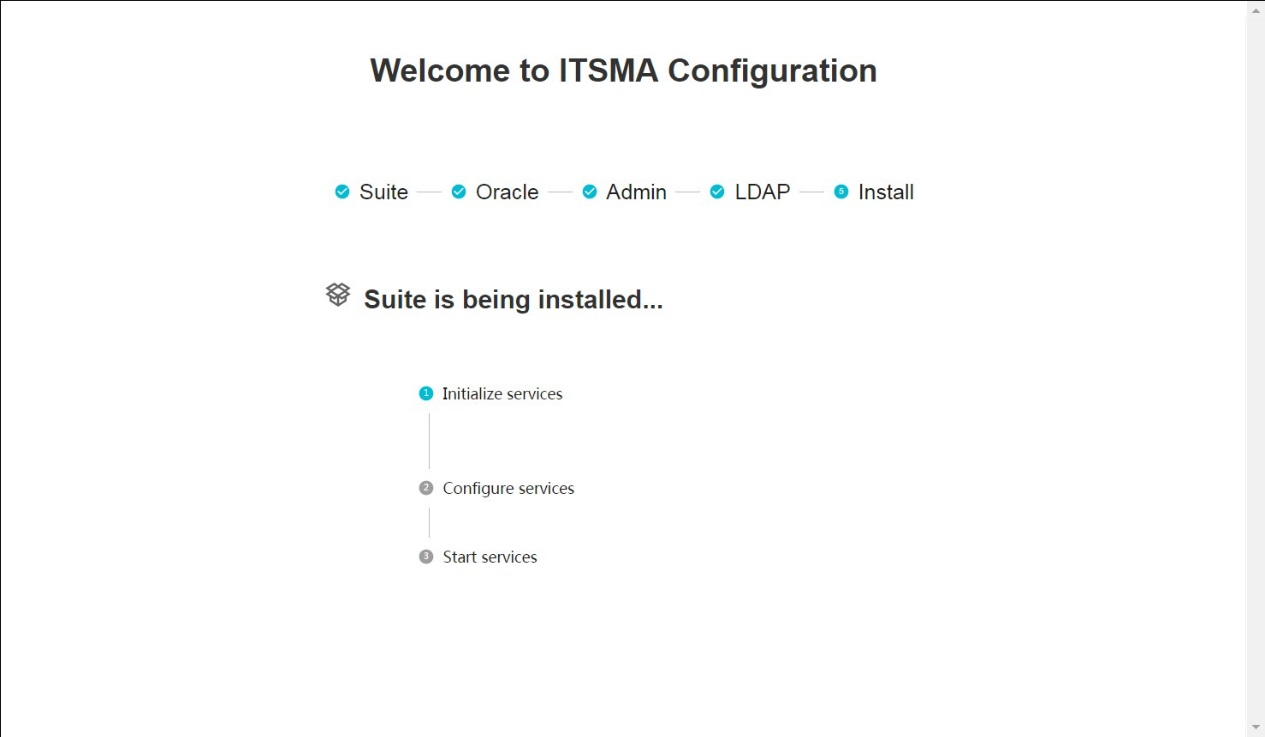 Welcome to ITSMA Configuration
Suite Oracle Admin LDAP 5 Install
Suite is being installed...
1 Initialize services
2 Configure services
3 Start services